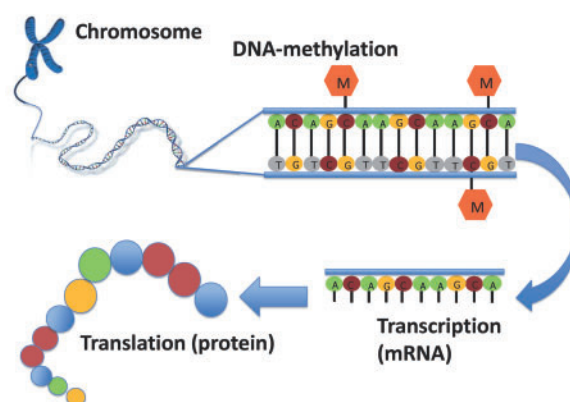 Chromosome
DNA-methylation
M M
A C A G C A A G C A A G C A
T G T C G T T C G T T C G T
M
A C A G C A A G C A
Transcription
(mRNA)
Translation (protein)